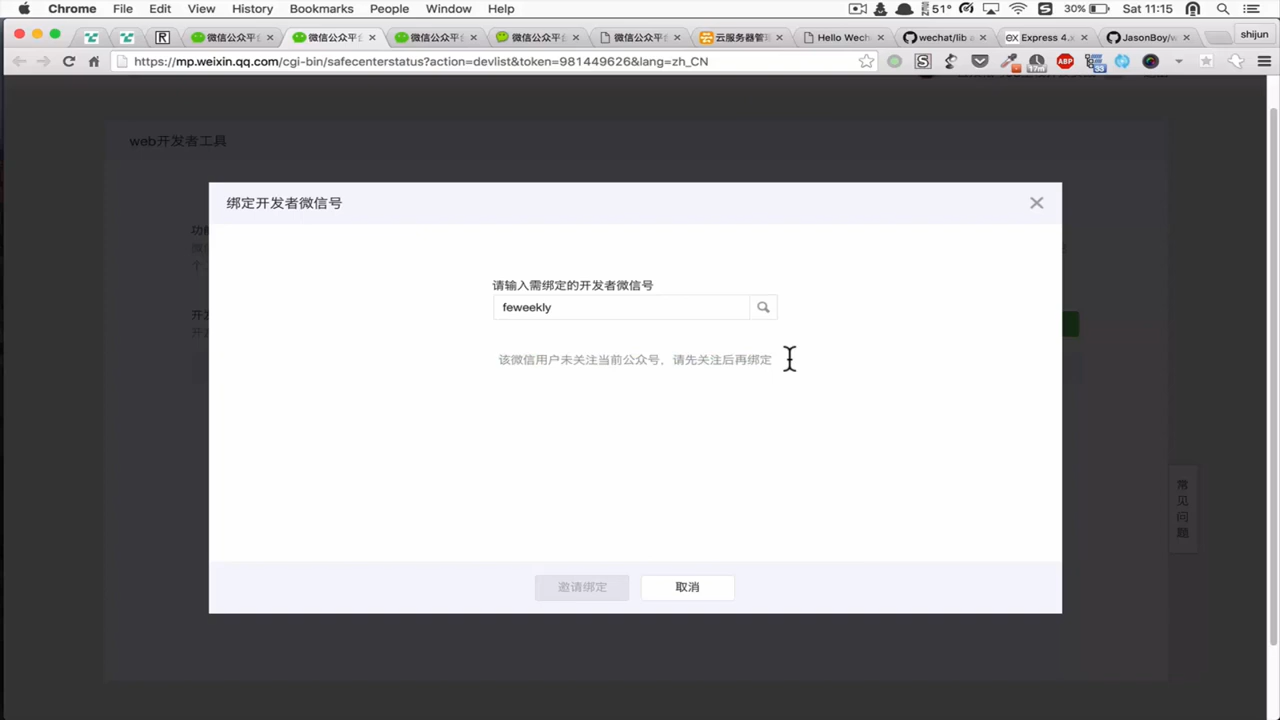 Chrome File Edit View History Bookmarks People Window Help 51° 30% Sat 11:15
微信公众平台 微信公众平台 微信公众平台 微信公众平台 微信公众平台 云服务器管理 Hello Wech wechat/lib a Express 4.x JasonBoy/w shijun
https://mp.weixin.qq.com/cgi-bin/safecenterstatus?action=devlist&token=981449626&lang=zh_CN
web开发者工具
绑定开发者微信号
请输入需绑定的开发者微信号
feweekly
该微信用户未关注当前公众号，请先关注后再绑定
邀请绑定 取消
常见问题